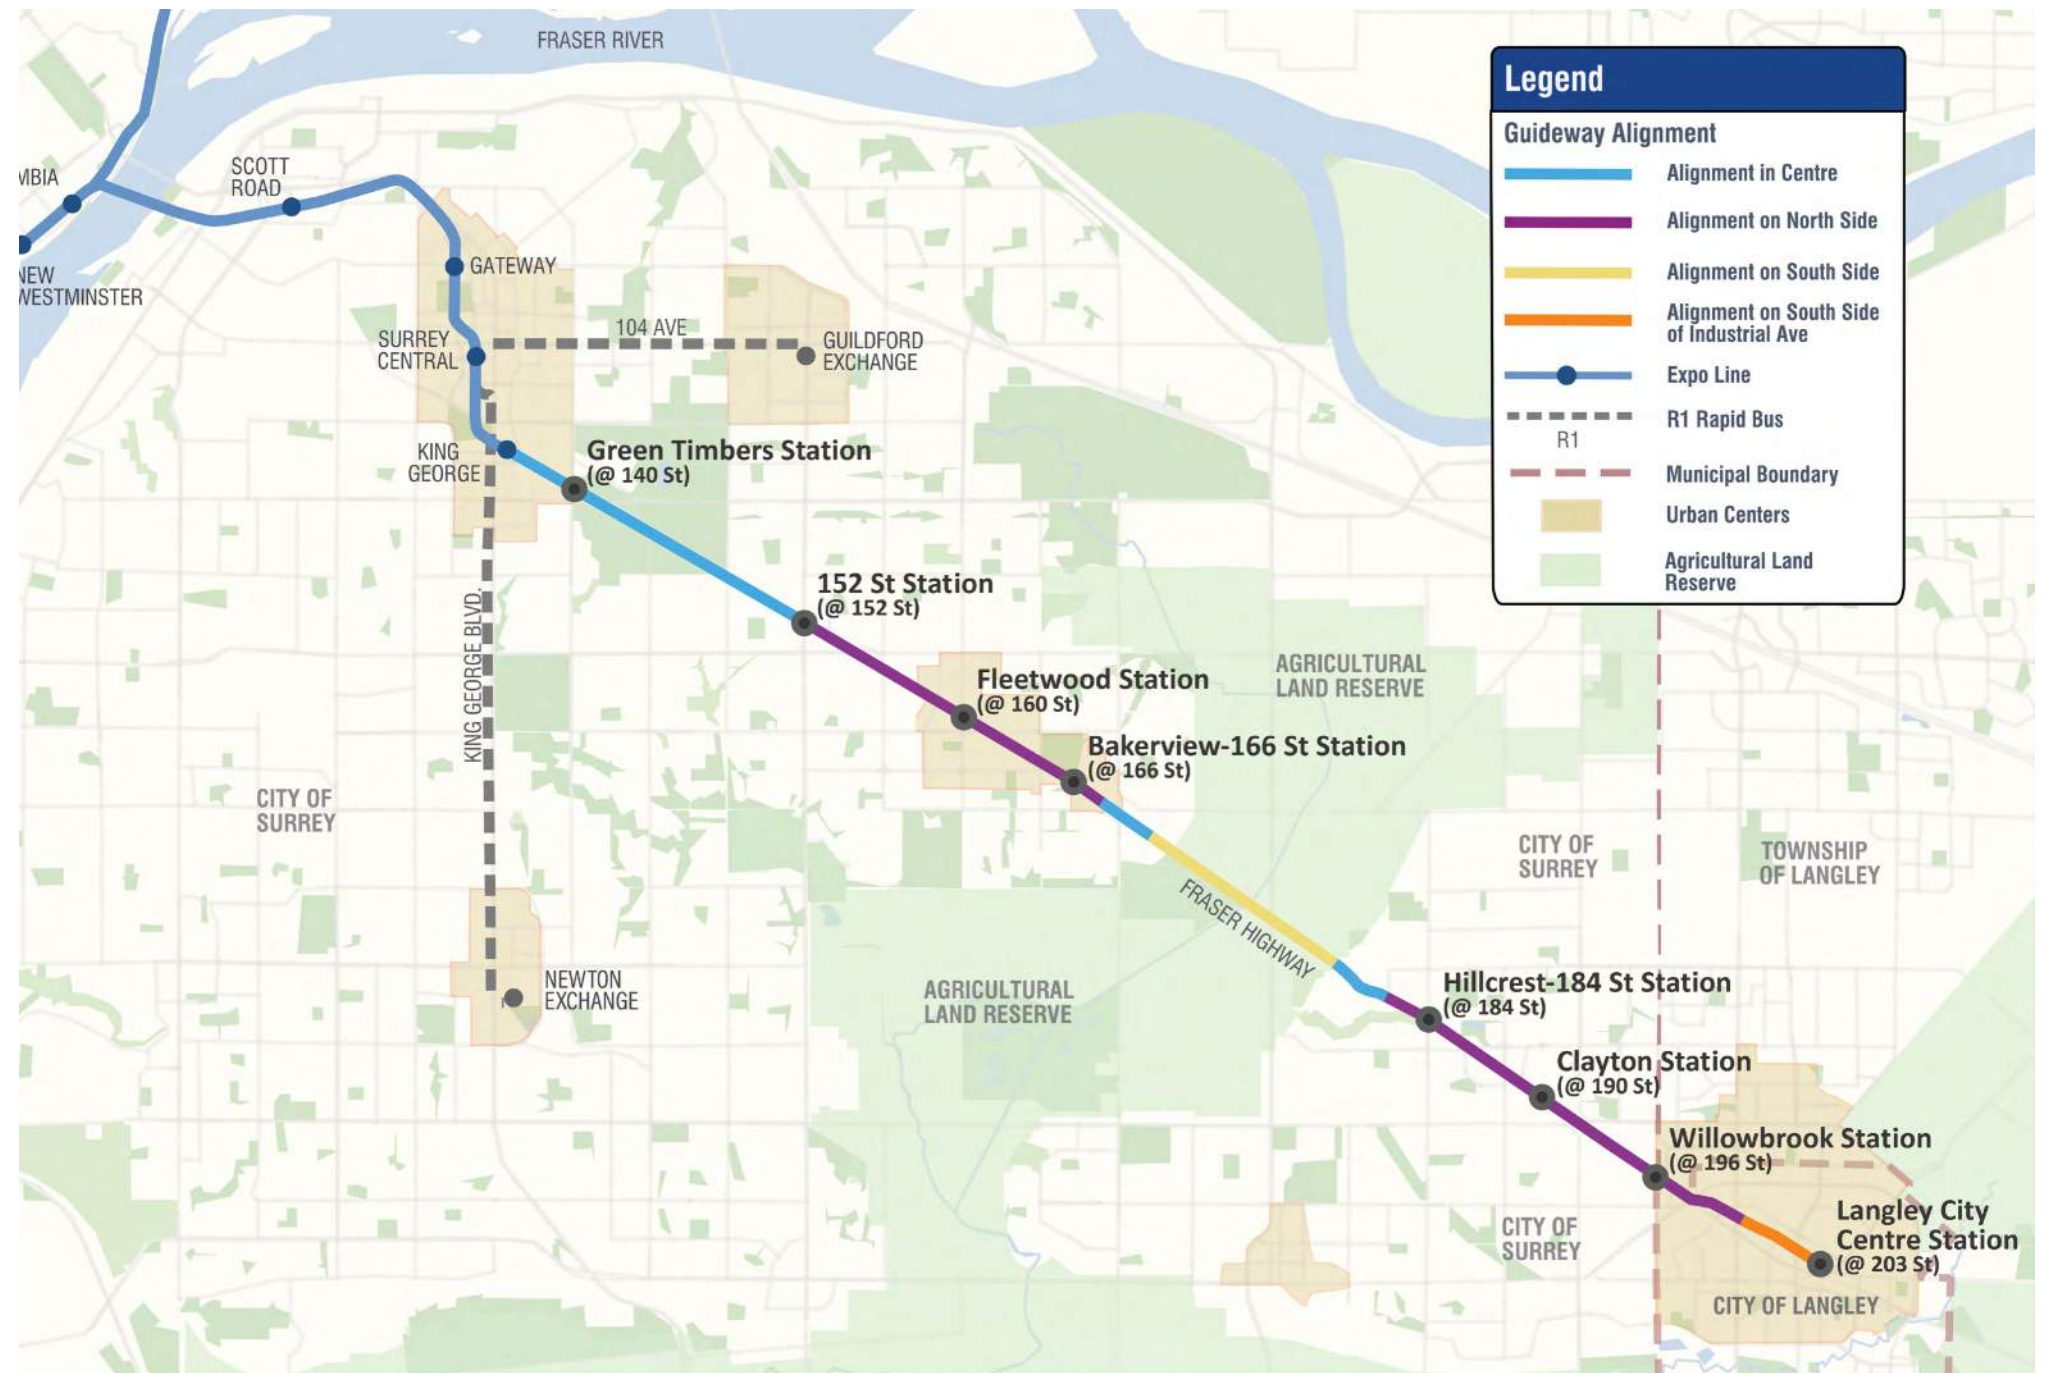 FRASER RIVER
MBIA
SCOTT
ROAD
NEW
WESTMINSTER
GATEWAY
SURREY
CENTRAL
104 AVE
GUILDFORD
EXCHANGE
KING
GEORGE
Green Timbers Station
(@ 140 St)
152 St Station
(@ 152 St)
KING GEORGE BLVD.
Fleetwood Station
(@ 160 St)
AGRICULTURAL
LAND RESERVE
Bakerview-166 St Station
(@ 166 St)
CITY OF
SURREY
CITY OF
SURREY
TOWNSHIP
OF LANGLEY
FRASER HIGHWAY
NEWTON
EXCHANGE
AGRICULTURAL
LAND RESERVE
Hillcrest-184 St Station
(@ 184 St)
Clayton Station
(@ 190 St)
Willowbrook Station
(@ 196 St)
CITY OF
SURREY
Langley City
Centre Station
(@ 203 St)
CITY OF LANGLEY
Legend
Guideway Alignment
Alignment in Centre
Alignment on North Side
Alignment on South Side
Alignment on South Side
of Industrial Ave
Expo Line
R1 Rapid Bus
R1
Municipal Boundary
Urban Centers
Agricultural Land
Reserve